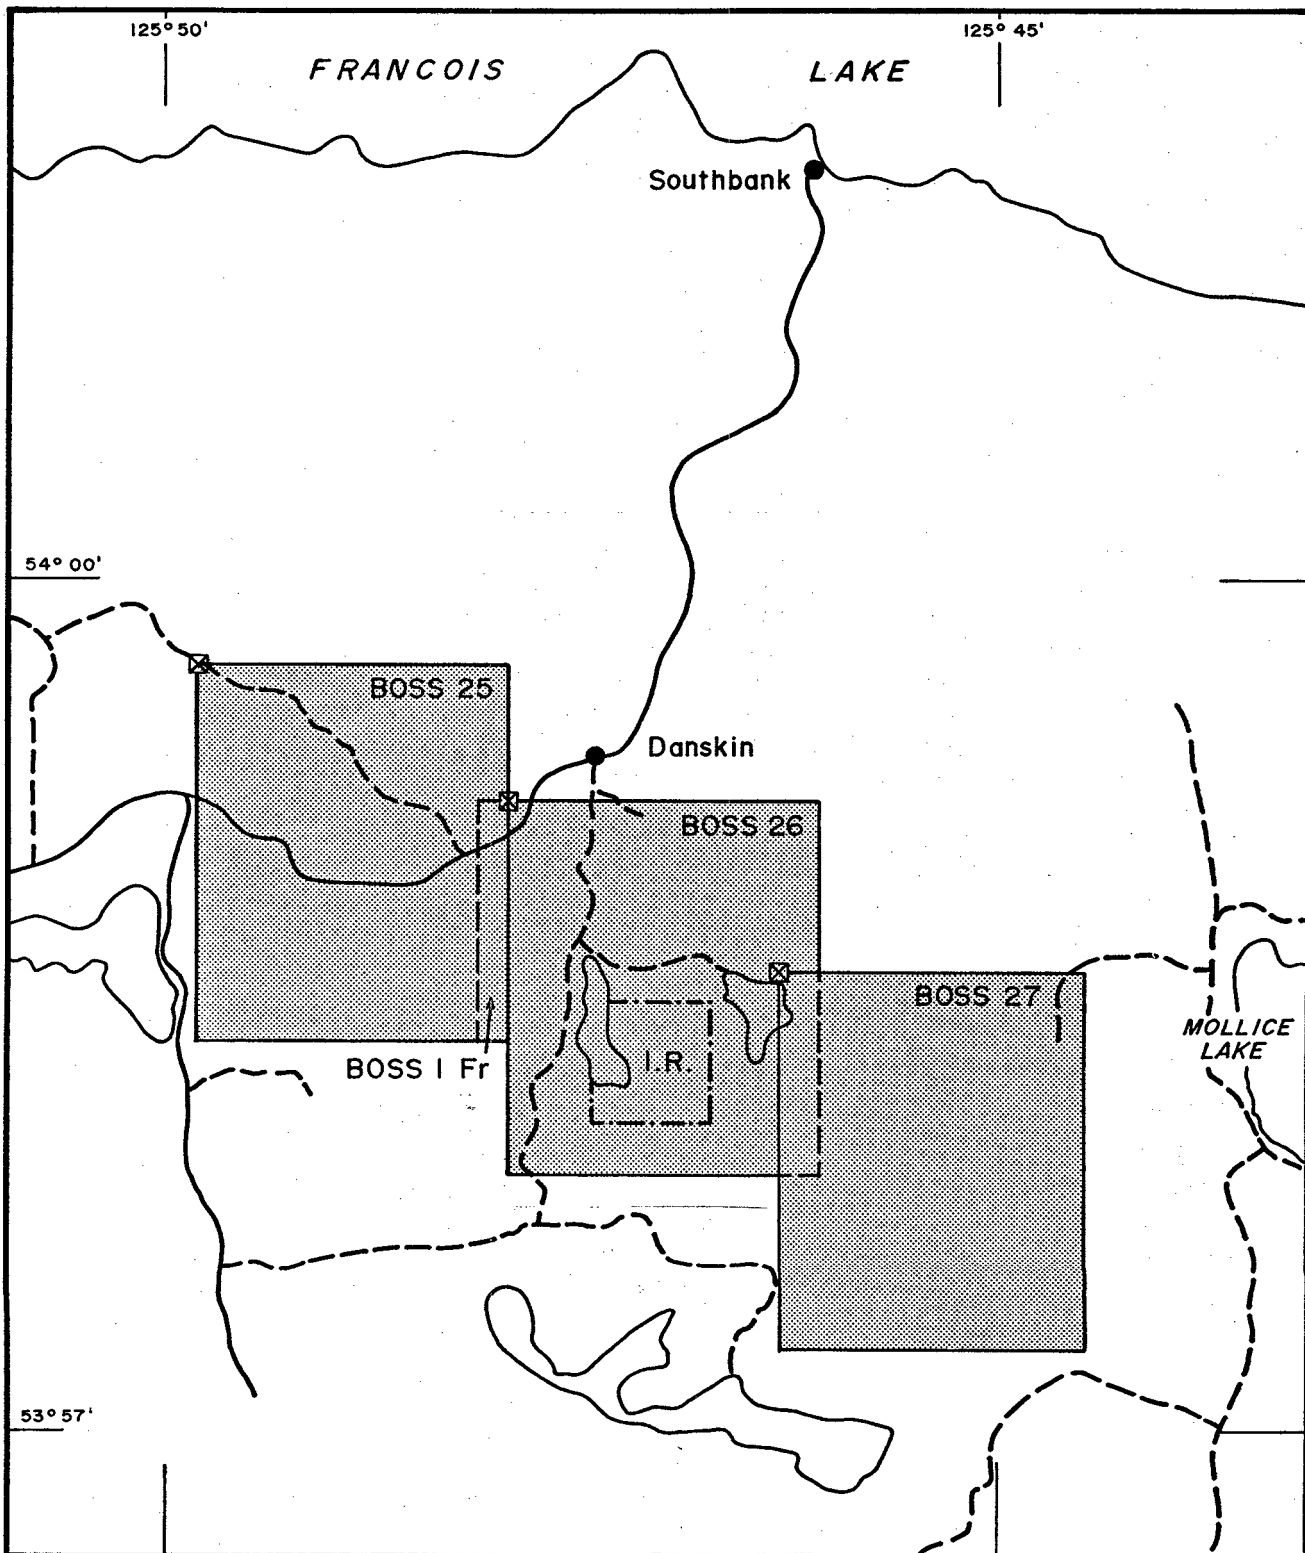 125° 50'
125° 45'
FRANCOIS LAKE
Southbank
54° 00'
BOSS 25
Danskin
BOSS 26
BOSS 27
MOLLICE
LAKE
I.R.
BOSS 1 Fr
53° 57'